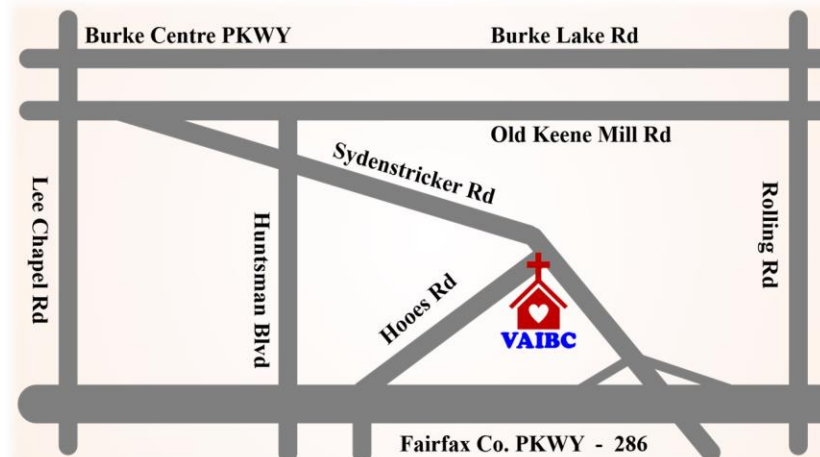 Burke Centre PKWY
Burke Lake Rd
Old Keene Mill Rd
Sydenstricker Rd
Lee Chapel Rd
Huntsman Blvd
Hooes Rd
Rolling Rd
VAIBC
Fairfax Co. PKWY - 286